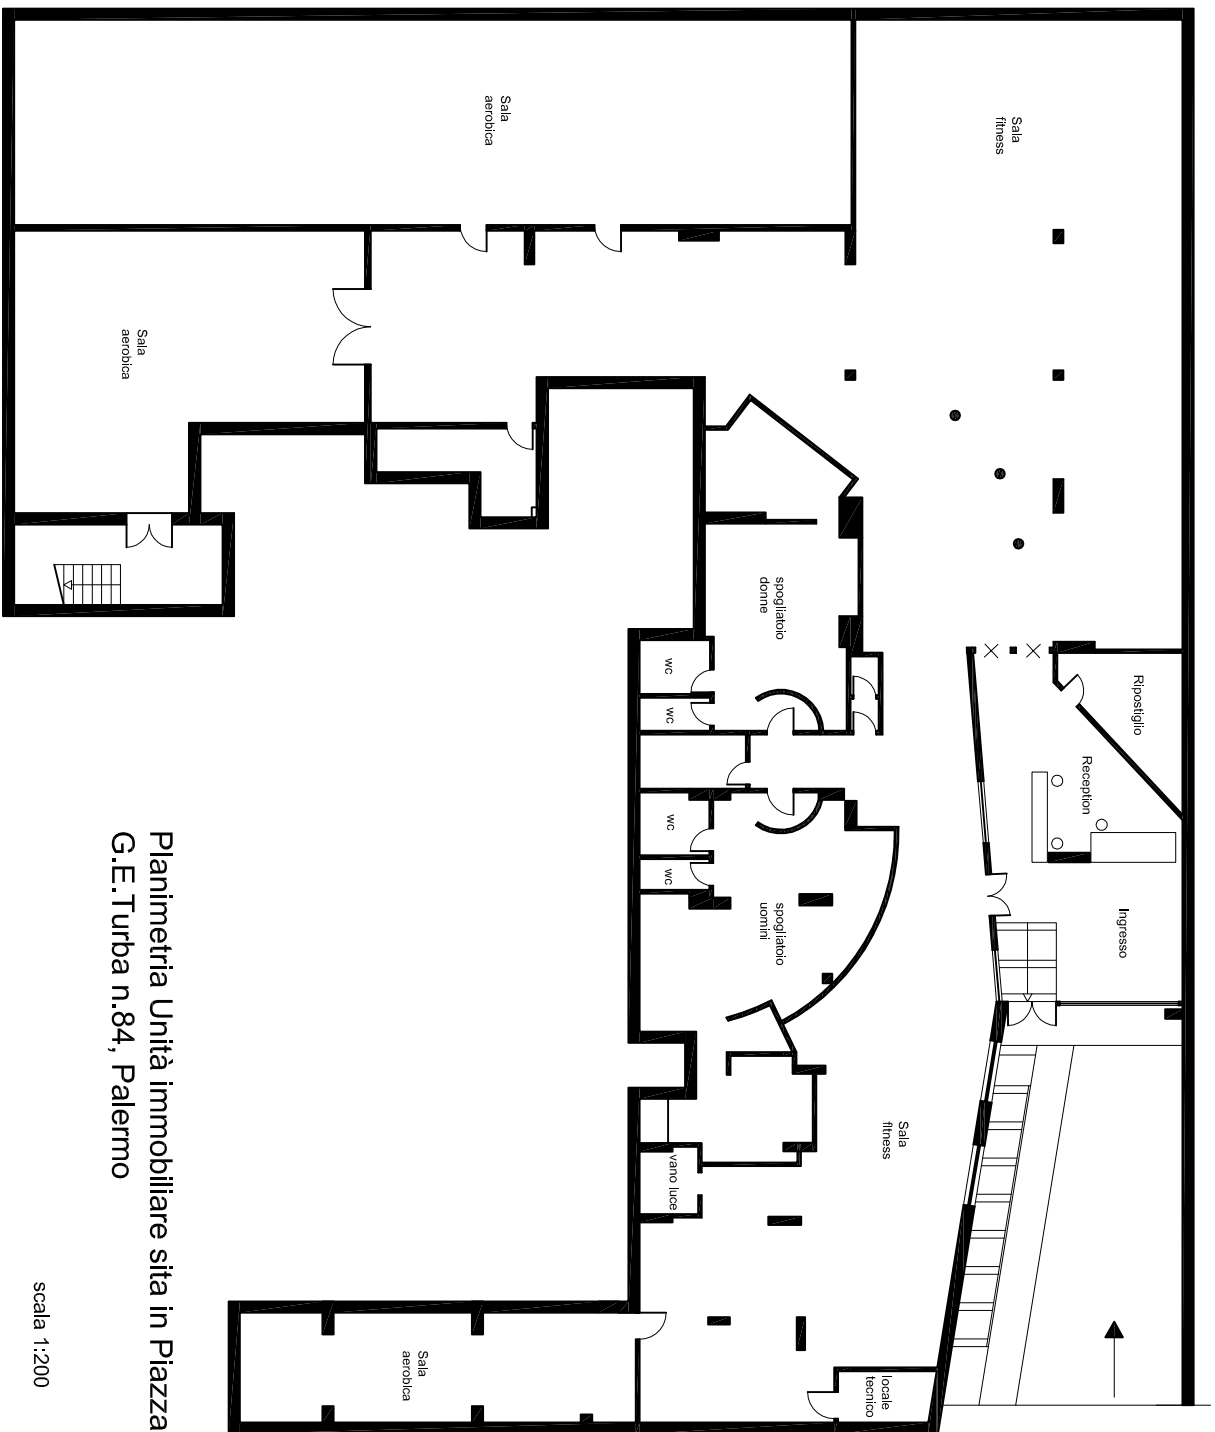 Sala
fitness
Sala
aerobica
Sala
aerobica
spogliatoio
donne
wc
wc
Ripostiglio
Reception
Ingresso
wc
wc
spogliatoio
uomini
Sala
fitness
vano luce
Sala
aerobica
locale
tecnico
Planimetria Unità immobiliare sita in Piazza
G.E.Turba n.84, Palermo
scala 1:200